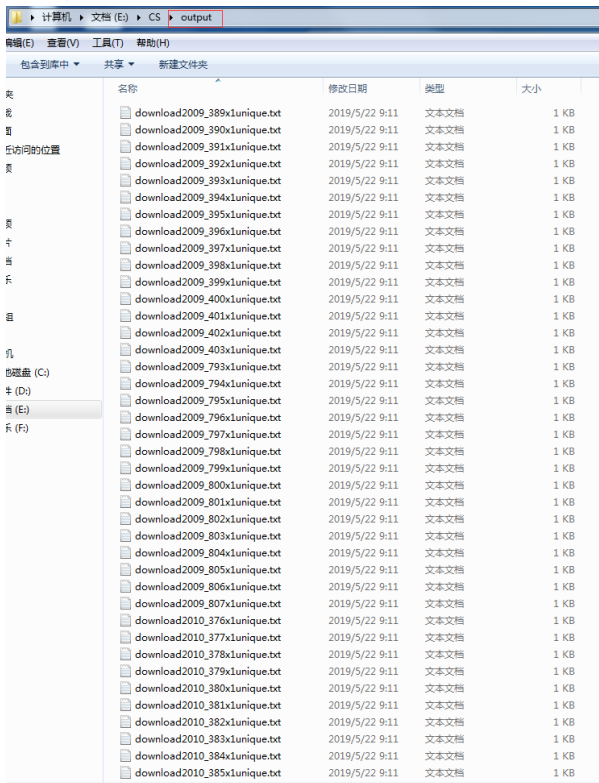 计算机 ▸ 文档 (E:) ▸ CS ▸ output
编辑(E) 查看(V) 工具(T) 帮助(H)
包含到库中 ▼ 共享 ▼ 新建文件夹
名称 修改日期 类型 大小
download2009_389x1unique.txt 2019/5/22 9:11 文本文档 1 KB
download2009_390x1unique.txt 2019/5/22 9:11 文本文档 1 KB
download2009_391x1unique.txt 2019/5/22 9:11 文本文档 1 KB
近访问的位置 download2009_392x1unique.txt 2019/5/22 9:11 文本文档 1 KB
download2009_393x1unique.txt 2019/5/22 9:11 文本文档 1 KB
download2009_394x1unique.txt 2019/5/22 9:11 文本文档 1 KB
download2009_395x1unique.txt 2019/5/22 9:11 文本文档 1 KB
download2009_396x1unique.txt 2019/5/22 9:11 文本文档 1 KB
download2009_397x1unique.txt 2019/5/22 9:11 文本文档 1 KB
download2009_398x1unique.txt 2019/5/22 9:11 文本文档 1 KB
download2009_399x1unique.txt 2019/5/22 9:11 文本文档 1 KB
download2009_400x1unique.txt 2019/5/22 9:11 文本文档 1 KB
download2009_401x1unique.txt 2019/5/22 9:11 文本文档 1 KB
download2009_402x1unique.txt 2019/5/22 9:11 文本文档 1 KB
download2009_403x1unique.txt 2019/5/22 9:11 文本文档 1 KB
download2009_793x1unique.txt 2019/5/22 9:11 文本文档 1 KB
地磁盘 (C:) download2009_794x1unique.txt 2019/5/22 9:11 文本文档 1 KB
件 (D:) download2009_795x1unique.txt 2019/5/22 9:11 文本文档 1 KB
档 (E:) download2009_796x1unique.txt 2019/5/22 9:11 文本文档 1 KB
乐 (F:) download2009_797x1unique.txt 2019/5/22 9:11 文本文档 1 KB
download2009_798x1unique.txt 2019/5/22 9:11 文本文档 1 KB
download2009_799x1unique.txt 2019/5/22 9:11 文本文档 1 KB
download2009_800x1unique.txt 2019/5/22 9:11 文本文档 1 KB
download2009_801x1unique.txt 2019/5/22 9:11 文本文档 1 KB
download2009_802x1unique.txt 2019/5/22 9:11 文本文档 1 KB
download2009_803x1unique.txt 2019/5/22 9:11 文本文档 1 KB
download2009_804x1unique.txt 2019/5/22 9:11 文本文档 1 KB
download2009_805x1unique.txt 2019/5/22 9:11 文本文档 1 KB
download2009_806x1unique.txt 2019/5/22 9:11 文本文档 1 KB
download2009_807x1unique.txt 2019/5/22 9:11 文本文档 1 KB
download2010_376x1unique.txt 2019/5/22 9:11 文本文档 1 KB
download2010_377x1unique.txt 2019/5/22 9:11 文本文档 1 KB
download2010_378x1unique.txt 2019/5/22 9:11 文本文档 1 KB
download2010_379x1unique.txt 2019/5/22 9:11 文本文档 1 KB
download2010_380x1unique.txt 2019/5/22 9:11 文本文档 1 KB
download2010_381x1unique.txt 2019/5/22 9:11 文本文档 1 KB
download2010_382x1unique.txt 2019/5/22 9:11 文本文档 1 KB
download2010_383x1unique.txt 2019/5/22 9:11 文本文档 1 KB
download2010_384x1unique.txt 2019/5/22 9:11 文本文档 1 KB
download2010_385x1unique.txt 2019/5/22 9:11 文本文档 1 KB